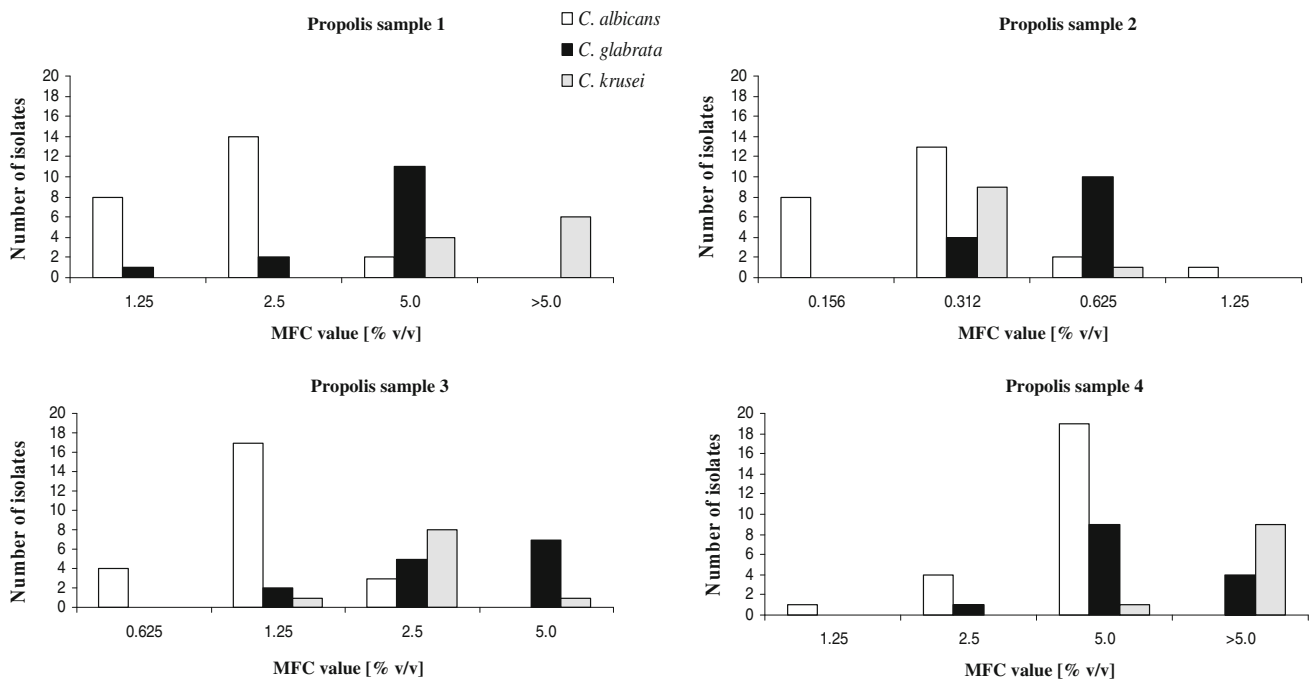 Propolis sample 1
C. albicans
C. glabrata
C. krusei
Number of isolates
20
18
16
14
12
10
8
6
4
2
0
1.25 2.5 5.0 >5.0
MFC value [% v/v]
Propolis sample 2
Number of isolates
20
18
16
14
12
10
8
6
4
2
0
0.156 0.312 0.625 1.25
MFC value [% v/v]
Propolis sample 3
Number of isolates
20
18
16
14
12
10
8
6
4
2
0
0.625 1.25 2.5 5.0
MFC value [% v/v]
Propolis sample 4
Number of isolates
20
18
16
14
12
10
8
6
4
2
0
1.25 2.5 5.0 >5.0
MFC value [% v/v]